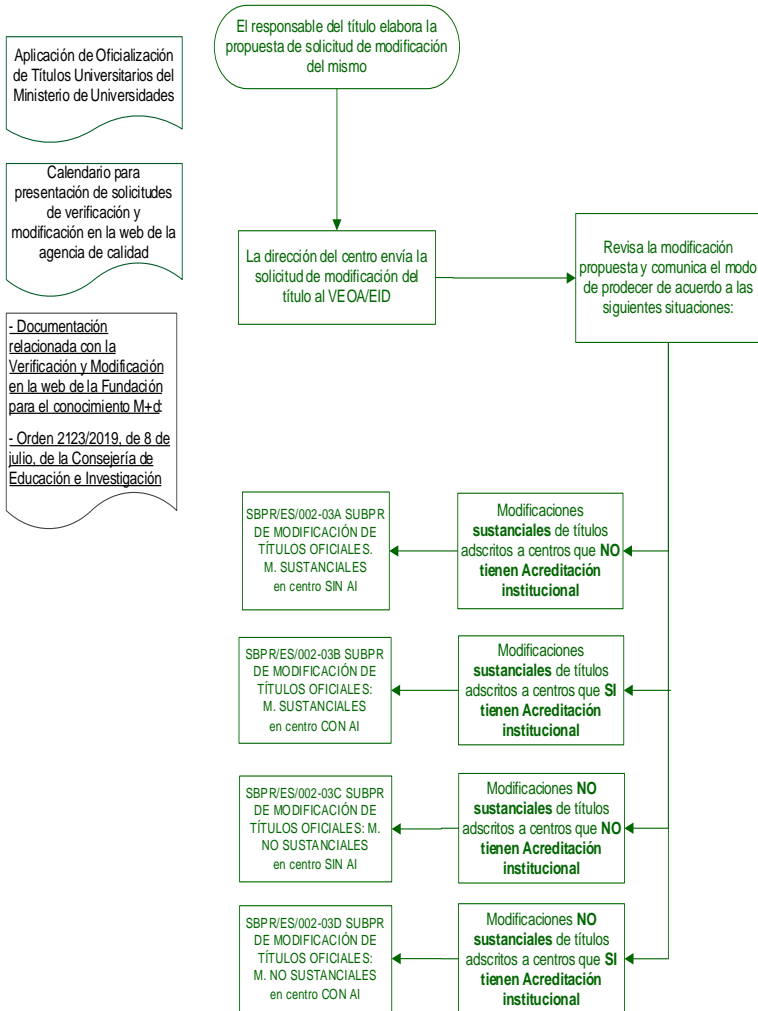 El responsable del título elabora la
propuesta de solicitud de modificación
del mismo
Aplicación de Oficialización
de Títulos Universitarios del
Ministerio de Universidades
Calendario para
presentación de solicitudes
de verificación y
modificación en la web de la
agencia de calidad
La dirección del centro envía la
solicitud de modificación del
título al VEOA/EID
Revisa la modificación
propuesta y comunica el modo
de prodecer de acuerdo a las
siguientes situaciones:
- Documentación
relacionada con la
Verificación y Modificación
en la web de la Fundación
para el conocimiento M+d:
- Orden 2123/2019, de 8 de
julio, de la Consejería de
Educación e Investigación
SBPR/ES/002-03A SUBPR
DE MODIFICACIÓN DE
TÍTULOS OFICIALES.
M. SUSTANCIALES
en centro SIN AI
Modificaciones
sustanciales de títulos
adscritos a centros que NO
tienen Acreditación
institucional
SBPR/ES/002-03B SUBPR
DE MODIFICACIÓN DE
TÍTULOS OFICIALES:
M. SUSTANCIALES
en centro CON AI
Modificaciones
sustanciales de títulos
adscritos a centros que SI
tienen Acreditación
institucional
SBPR/ES/002-03C SUBPR
DE MODIFICACIÓN DE
TÍTULOS OFICIALES: M.
NO SUSTANCIALES
en centro SIN AI
Modificaciones NO
sustanciales de títulos
adscritos a centros que NO
tienen Acreditación
institucional
SBPR/ES/002-03D SUBPR
DE MODIFICACIÓN DE
TÍTULOS OFICIALES:
M. NO SUSTANCIALES
en centro CON AI
Modificaciones NO
sustanciales de títulos
adscritos a centros que SI
tienen Acreditación
institucional